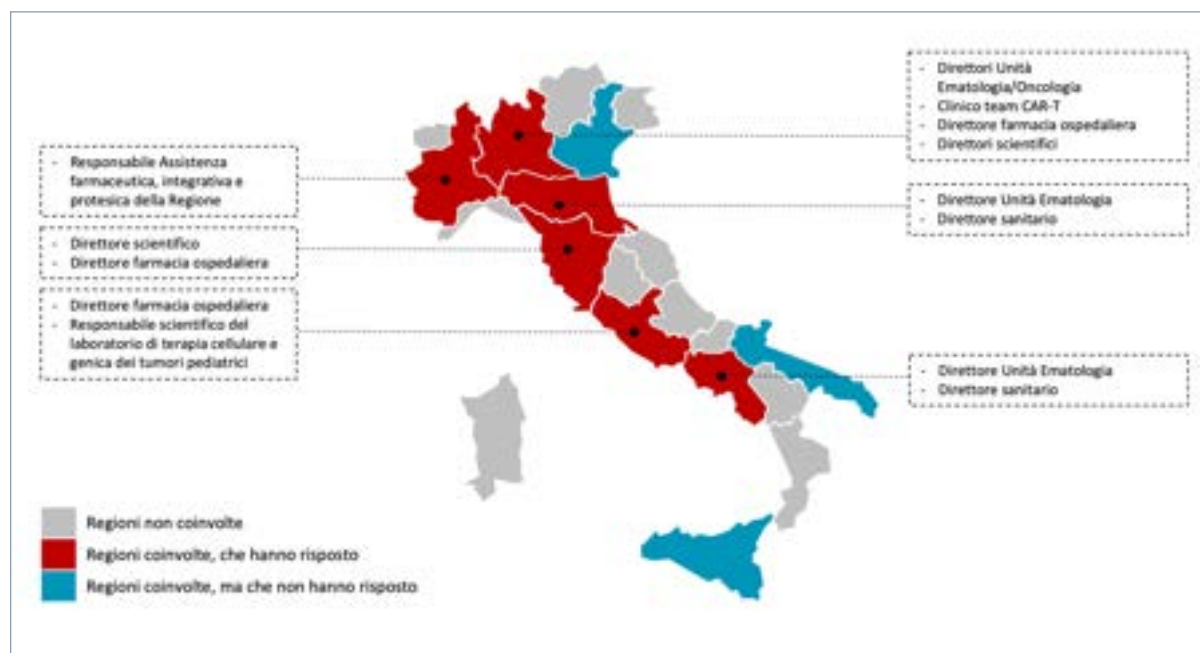 - Responsabile Assistenza
farmaceutica, integrativa e
protesica della Regione
- Direttore scientifico
- Direttore farmacia ospedaliera
- Direttore farmacia ospedaliera
- Responsabile scientifico del
laboratorio di terapia cellulare e
genica dei tumori pediatrici
- Direttori Unità
Ematologia/Oncologia
- Clinico team CAR-T
- Direttore farmacia ospedaliera
- Direttori scientifici
- Direttore Unità Ematologia
- Direttore sanitario
- Direttore Unità Ematologia
- Direttore sanitario
Regioni non coinvolte
Regioni coinvolte, che hanno risposto
Regioni coinvolte, ma che non hanno risposto